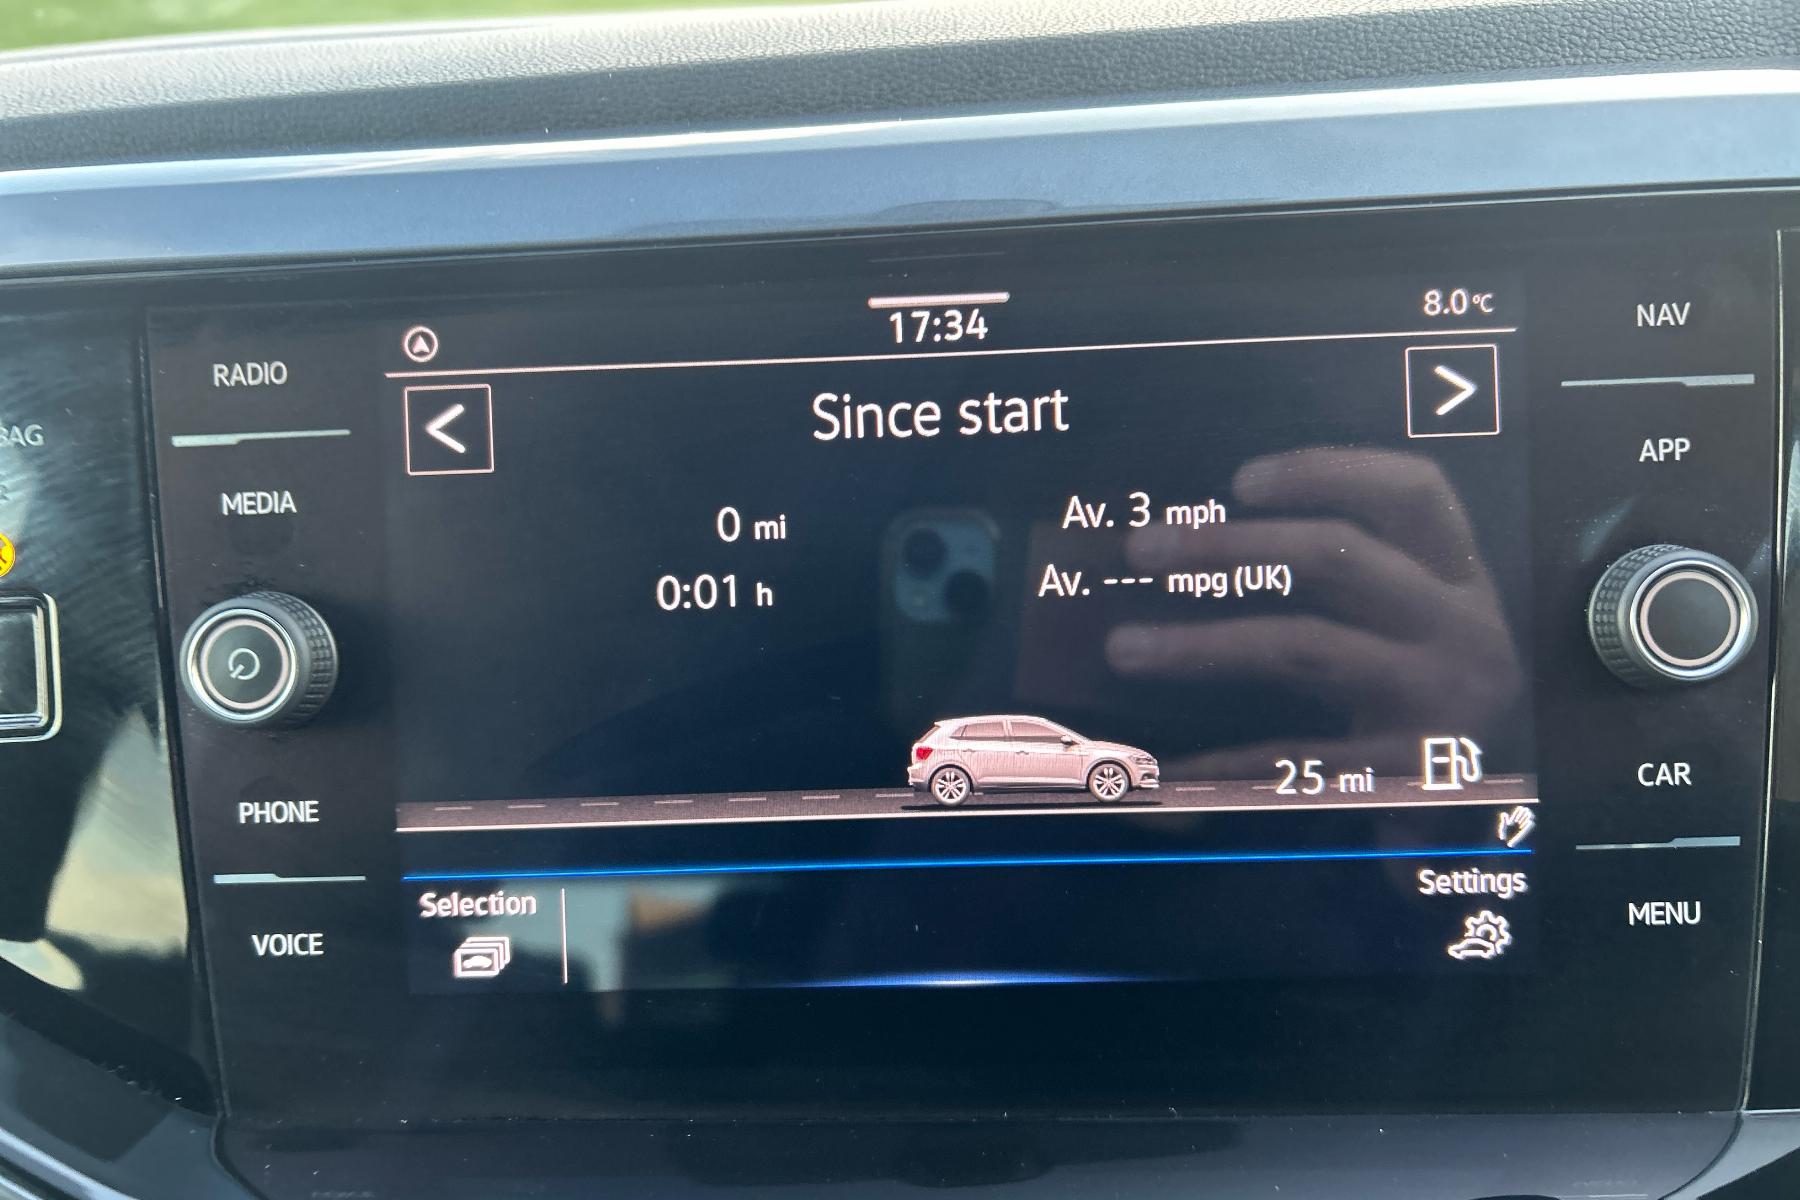 17:34
8.0°C
RADIO
NAV
< Since start >
BAG
APP
MEDIA
0 mi
Av. 3 mph
0:01 h
Av. --- mpg (UK)
25 mi
CAR
PHONE
Selection
Settings
VOICE
MENU